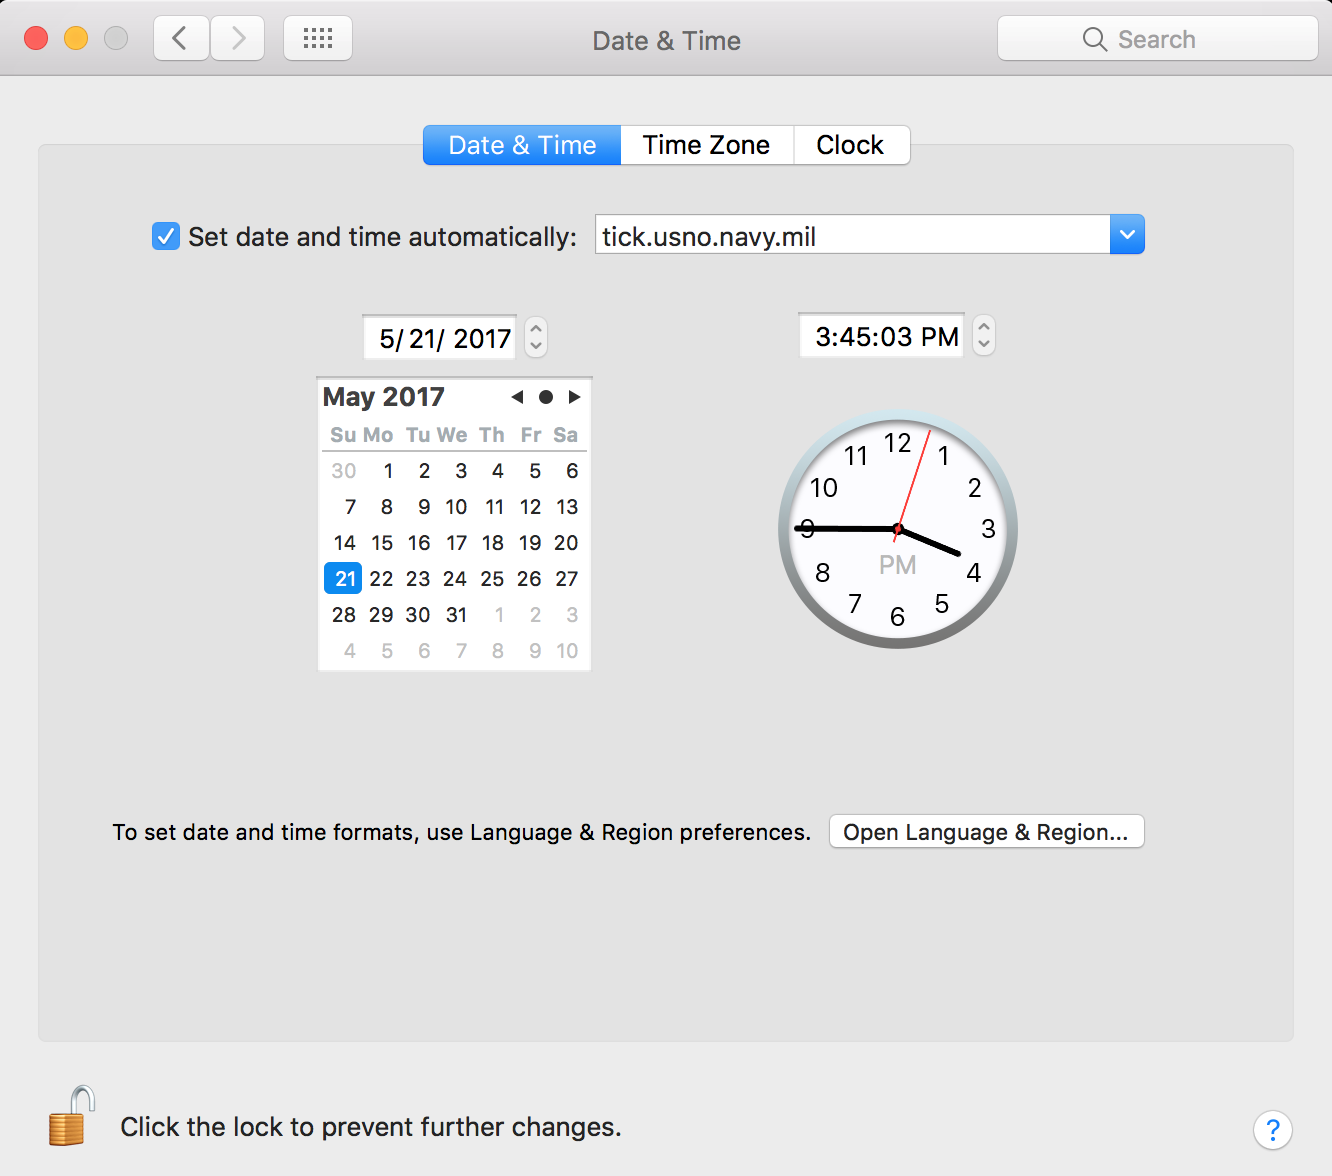 Date & Time
Search
Date & Time Time Zone Clock
Set date and time automatically: tick.usno.navy.mil
5/ 21/ 2017
3:45:03 PM
May 2017
Su Mo Tu We Th Fr Sa
30 1 2 3 4 5 6
7 8 9 10 11 12 13
14 15 16 17 18 19 20
21 22 23 24 25 26 27
28 29 30 31 1 2 3
4 5 6 7 8 9 10
12
11 1
10 2
9 3
PM
8 4
7 5
6
To set date and time formats, use Language & Region preferences. Open Language & Region...
Click the lock to prevent further changes.
?